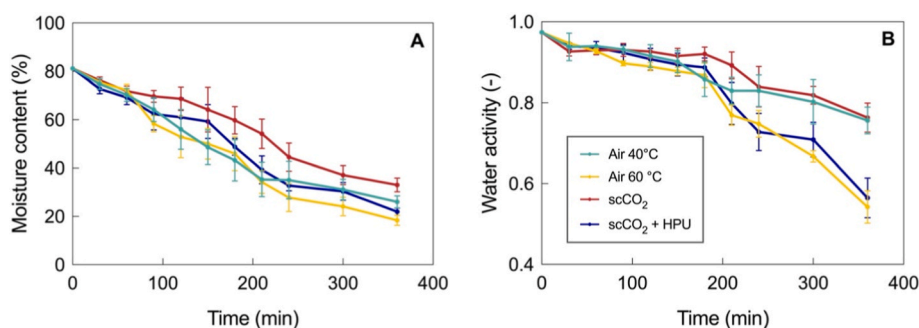 A
Moisture content (%)
100
80
60
40
20
0
0 100 200 300 400
Time (min)
B
Water activity (-)
1.0
0.8
0.6
0.4
Air 40°C
Air 60 °C
scCO₂
scCO₂ + HPU
0 100 200 300 400
Time (min)